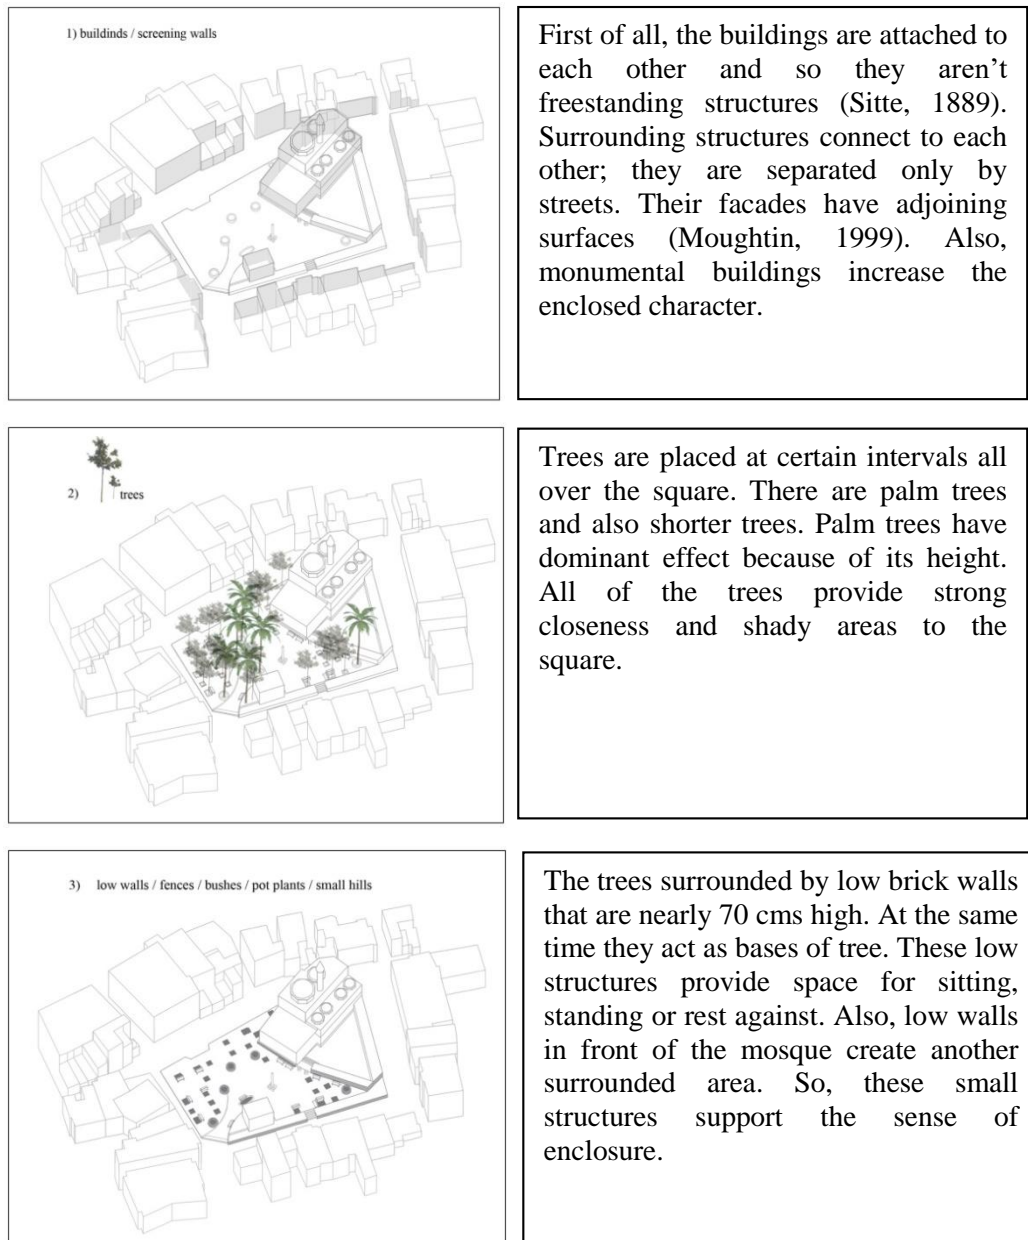 1) buildinds / screening walls
First of all, the buildings are attached to
each other and so they aren’t
freestanding structures (Sitte, 1889).
Surrounding structures connect to each
other; they are separated only by
streets. Their facades have adjoining
surfaces (Moughtin, 1999). Also,
monumental buildings increase the
enclosed character.
2) trees
Trees are placed at certain intervals all
over the square. There are palm trees
and also shorter trees. Palm trees have
dominant effect because of its height.
All of the trees provide strong
closeness and shady areas to the
square.
3) low walls / fences / bushes / pot plants / small hills
The trees surrounded by low brick walls
that are nearly 70 cms high. At the same
time they act as bases of tree. These low
structures provide space for sitting,
standing or rest against. Also, low walls
in front of the mosque create another
surrounded area. So, these small
structures support the sense of
enclosure.